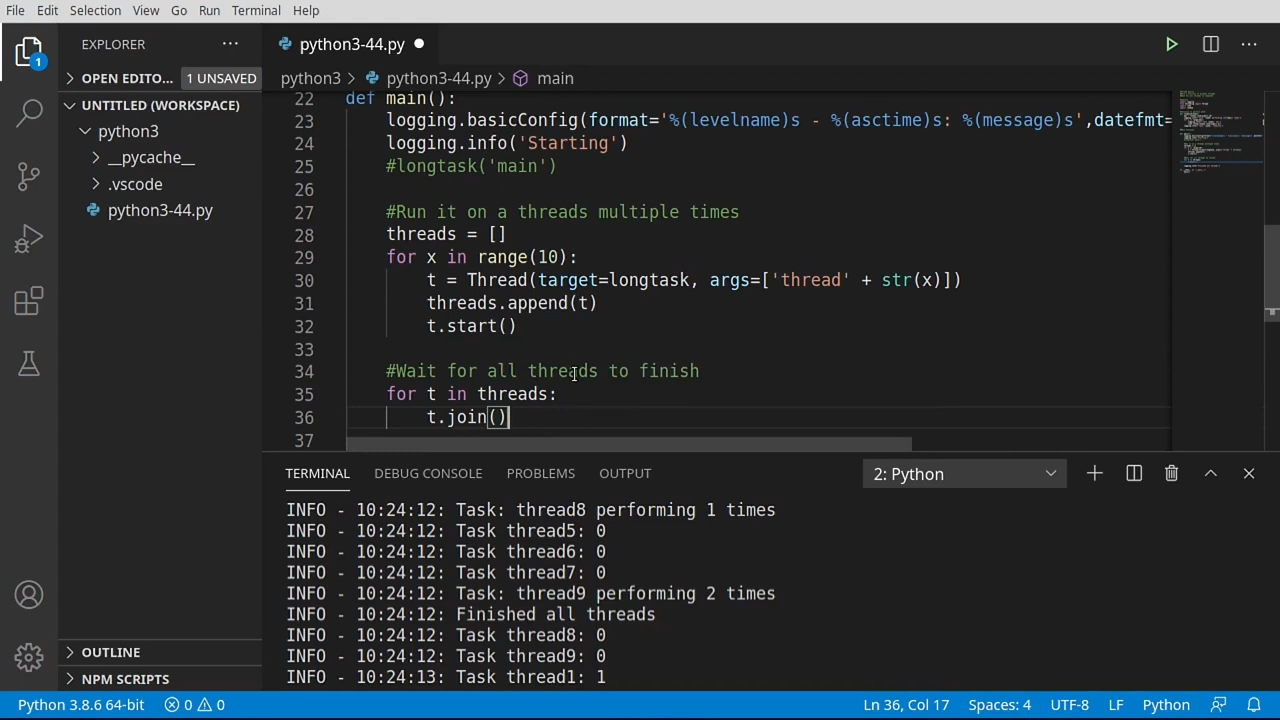 File Edit Selection View Go Run Terminal Help
EXPLORER
python3-44.py
OPEN EDITO... 1 UNSAVED
python3 > python3-44.py > main
UNTITLED (WORKSPACE)
python3
__pycache__
.vscode
python3-44.py
22 def main():
23 logging.basicConfig(format='%(levelname)s - %(asctime)s: %(message)s',datefmt=
24 logging.info('Starting')
25 #longtask('main')
26
27 #Run it on a threads multiple times
28 threads = []
29 for x in range(10):
30 t = Thread(target=longtask, args=['thread' + str(x)])
31 threads.append(t)
32 t.start()
33
34 #Wait for all threads to finish
35 for t in threads:
36 t.join()
37
TERMINAL DEBUG CONSOLE PROBLEMS OUTPUT 2: Python
INFO - 10:24:12: Task: thread8 performing 1 times
INFO - 10:24:12: Task thread5: 0
INFO - 10:24:12: Task thread6: 0
INFO - 10:24:12: Task thread7: 0
INFO - 10:24:12: Task: thread9 performing 2 times
INFO - 10:24:12: Finished all threads
INFO - 10:24:12: Task thread8: 0
INFO - 10:24:12: Task thread9: 0
INFO - 10:24:13: Task thread1: 1
1
OUTLINE
NPM SCRIPTS
Python 3.8.6 64-bit 0 0 Ln 36, Col 17 Spaces: 4 UTF-8 LF Python